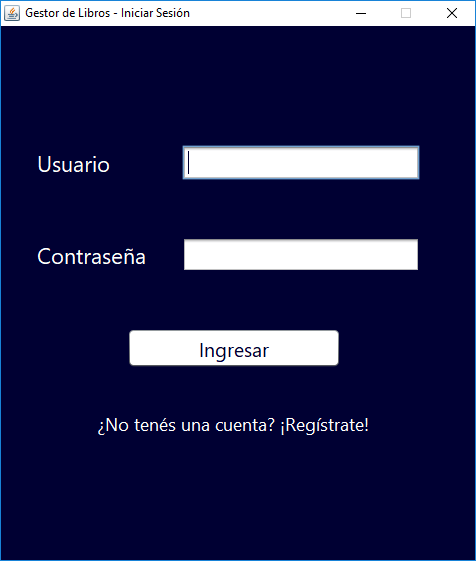 Gestor de Libros - Iniciar Sesión
Usuario
Contraseña
Ingresar
¿No tenés una cuenta? ¡Regístrate!